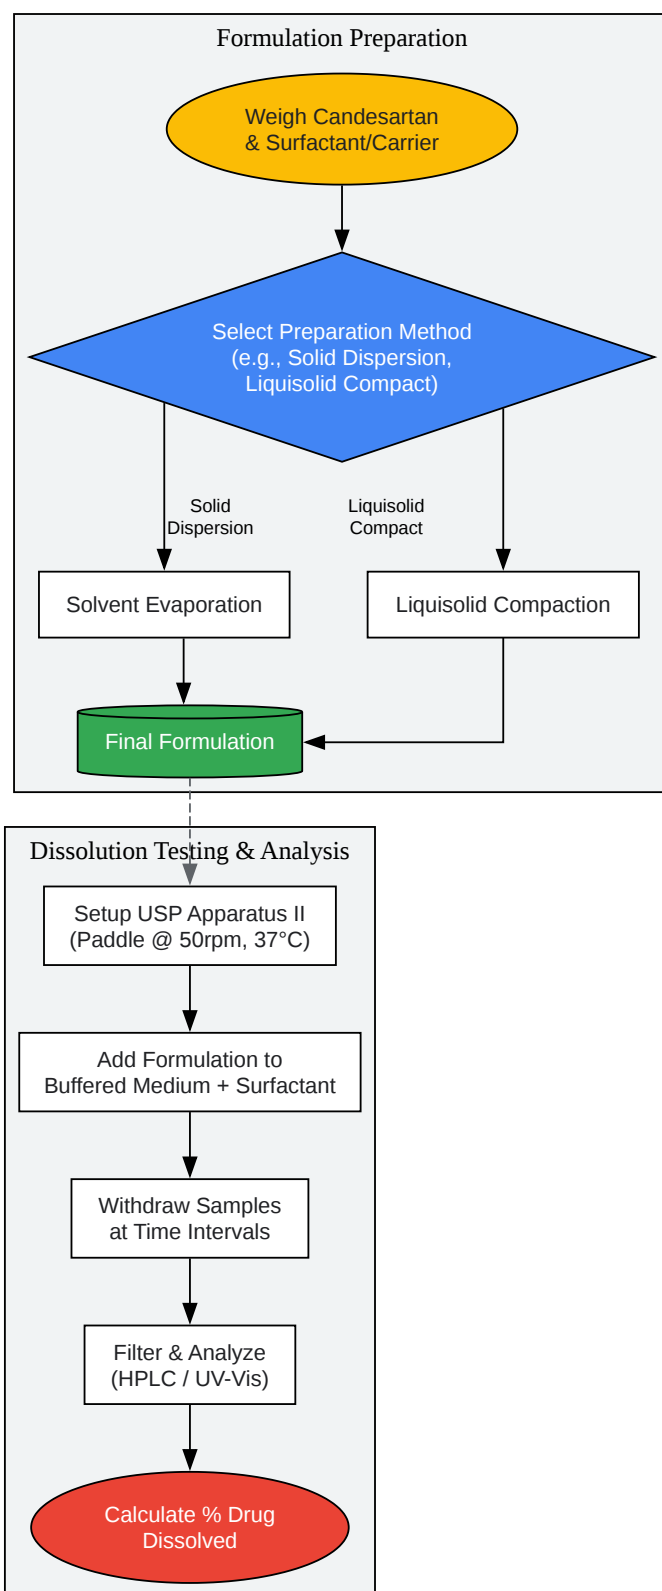 Formulation Preparation
Weigh Candesartan
& Surfactant/Carrier
Select Preparation Method
(e.g., Solid Dispersion,
Liquisolid Compact)
Solid
Dispersion
Liquisolid
Compact
Solvent Evaporation
Liquisolid Compaction
Final Formulation
Dissolution Testing & Analysis
Setup USP Apparatus II
(Paddle @ 50rpm, 37°C)
Add Formulation to
Buffered Medium + Surfactant
Withdraw Samples
at Time Intervals
Filter & Analyze
(HPLC / UV-Vis)
Calculate % Drug
Dissolved